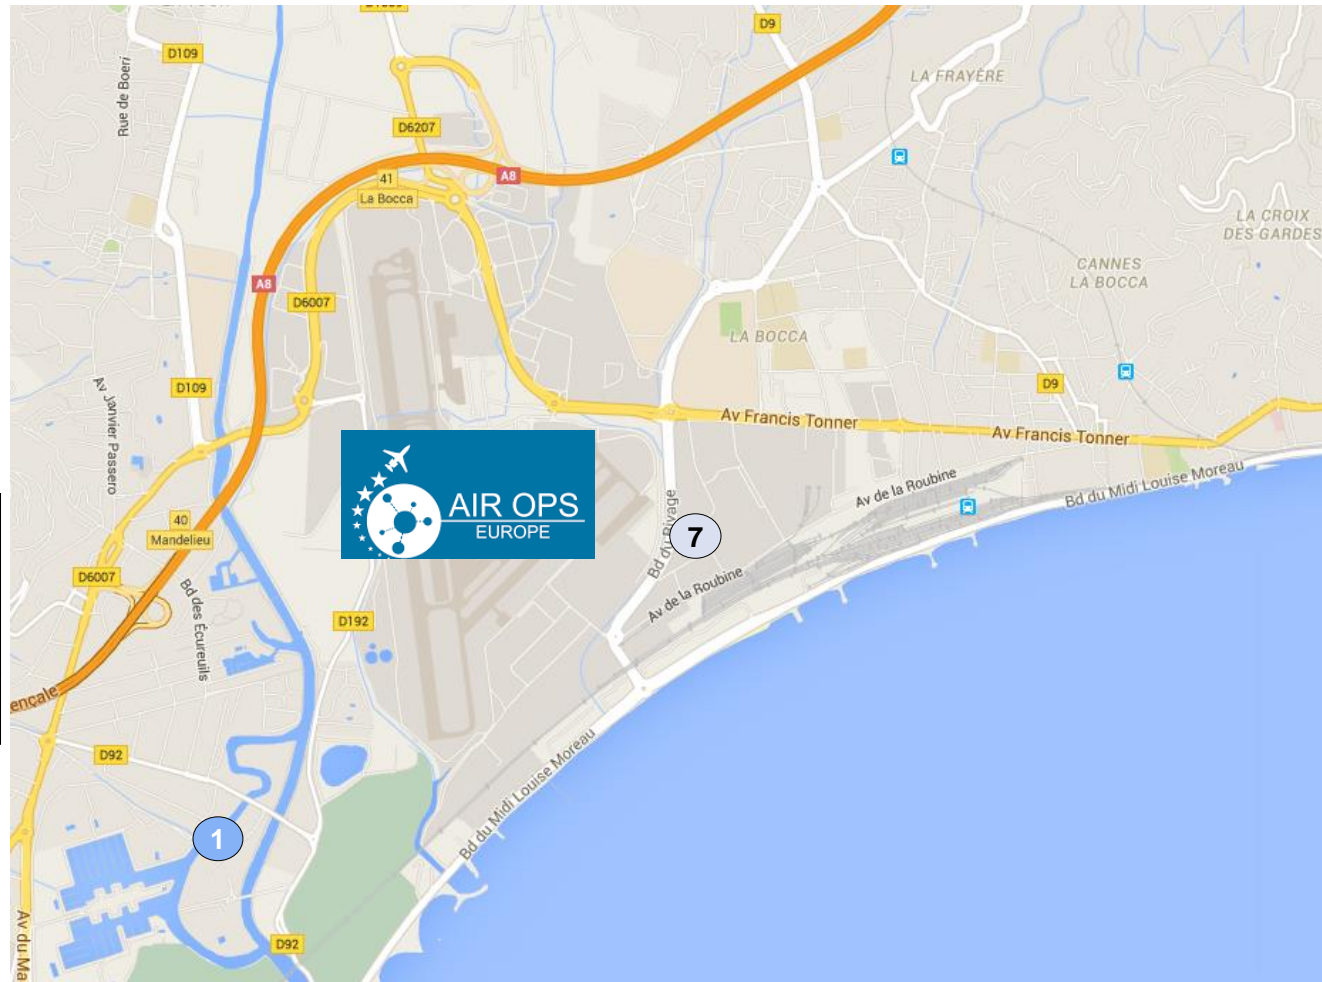 D9
D109
LA FRAYÈRE
Rue de Boeri
D6207
41
La Bocca
A8
LA CROIX
DES GARDES
CANNES
LA BOCCA
A8
D6007
LA BOCCA
D109
D9
Av Janvier Passero
Av Francis Tonner
Av Francis Tonner
AIR OPS
EUROPE
Av de la Roubine
Bd du Midi Louise Moreau
Bd du Rivage
7
40
Mandelieu
D6007
Av de la Roubine
Bd des Écureuils
D192
ençale
D92
Bd du Midi Louise Moreau
1
Av du Ma
D92